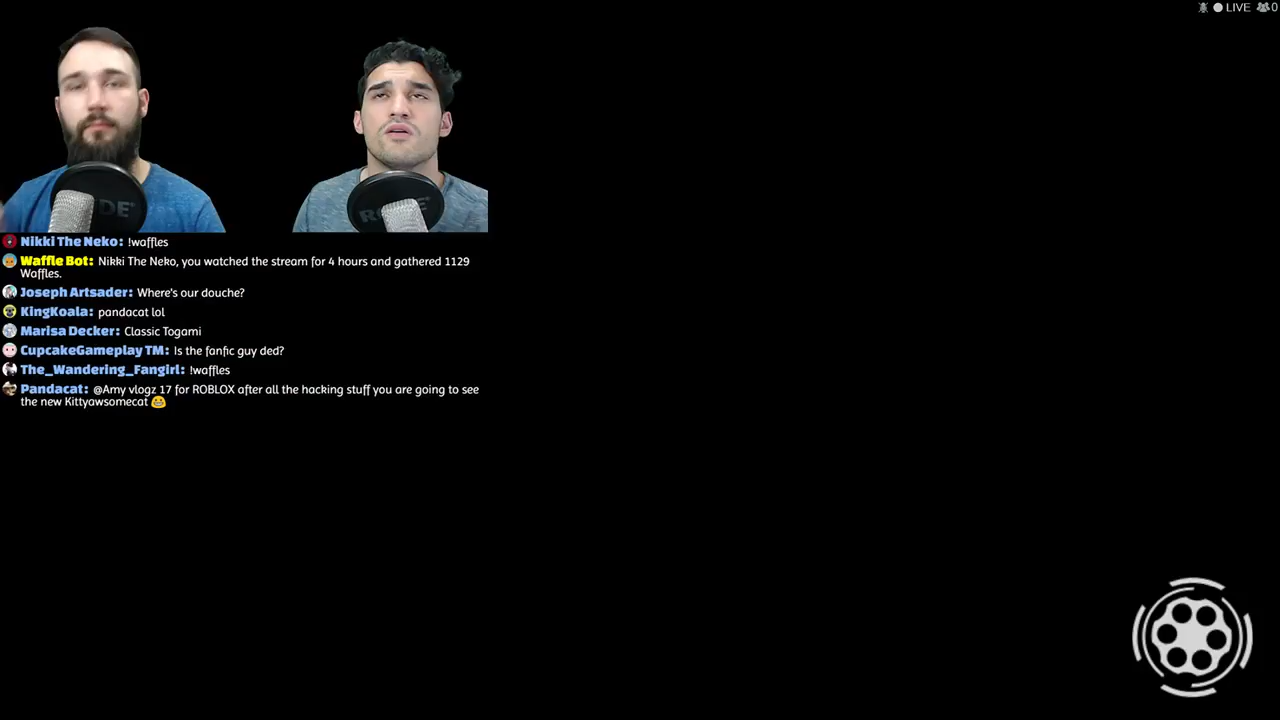 LIVE 0
DE
RODE
Nikki The Neko: !waffles
Waffle Bot: Nikki The Neko, you watched the stream for 4 hours and gathered 1129
Waffles.
Joseph Artsader: Where's our douche?
KingKoala: pandacat lol
Marisa Decker: Classic Togami
CupcakeGameplay TM: Is the fanfic guy ded?
The_Wandering_Fangirl: !waffles
Pandacat: @Amy vlogz 17 for ROBLOX after all the hacking stuff you are going to see
the new Kittyawsomecat 😁